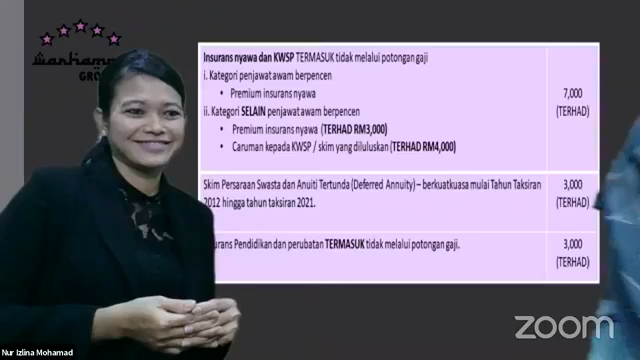 GRO
Insurans nyawa dan KWSP TERMASUK tidak melalui potongan gaji
i. Kategori penjawat awam berpencen
• Premium insurans nyawa
ii. Kategori SELAIN penjawat awam berpencen
• Premium insurans nyawa (TERHAD RM3,000)
• Caruman kepada KWSP / skim yang diluluskan (TERHAD RM4,000)
7,000
(TERHAD)
Skim Persaraan Swasta dan Anuiti Tertunda (Deferred Annuity) – berkuatkuasa mulai Tahun Taksiran
2012 hingga tahun taksiran 2021.
3,000
(TERHAD)
Pendidikan dan perubatan TERMASUK tidak melalui potongan gaji.
3,000
(TERHAD)
zoom
Nur Izlina Mohamad